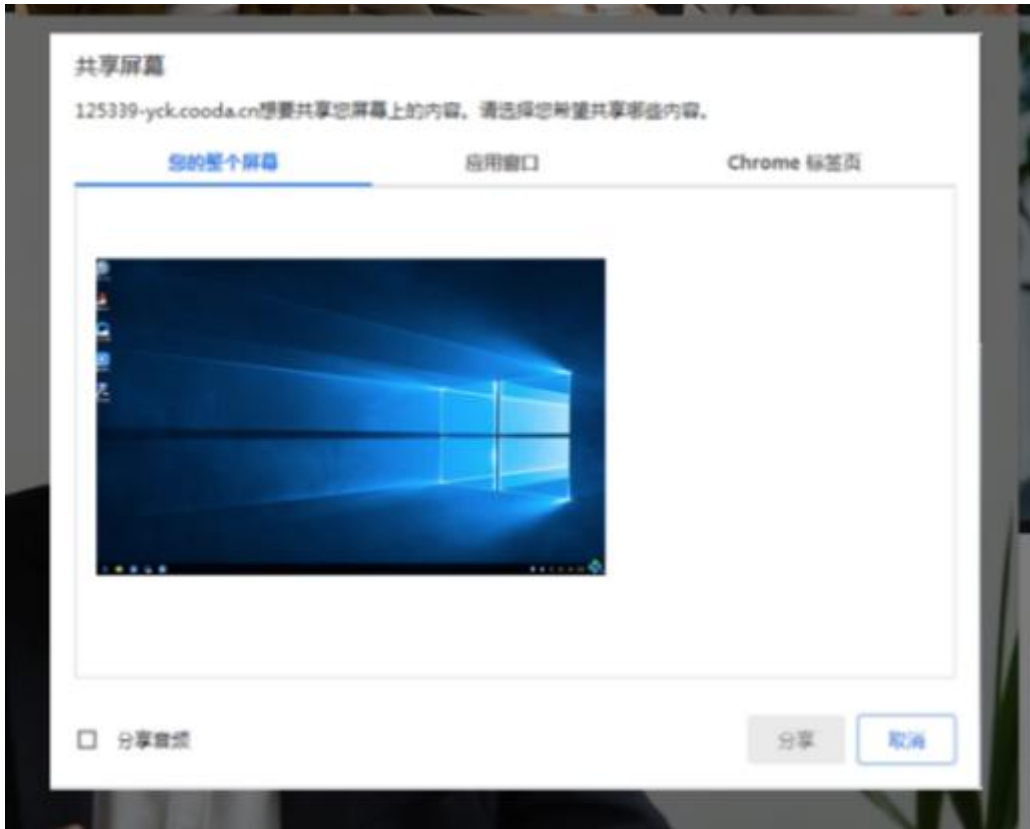 共享屏幕
125339-yck.cooda.cn想要共享您屏幕上的内容。请选择您希望共享哪些内容。
您的整个屏幕
应用窗口
Chrome 标签页
分享音频
分享
取消